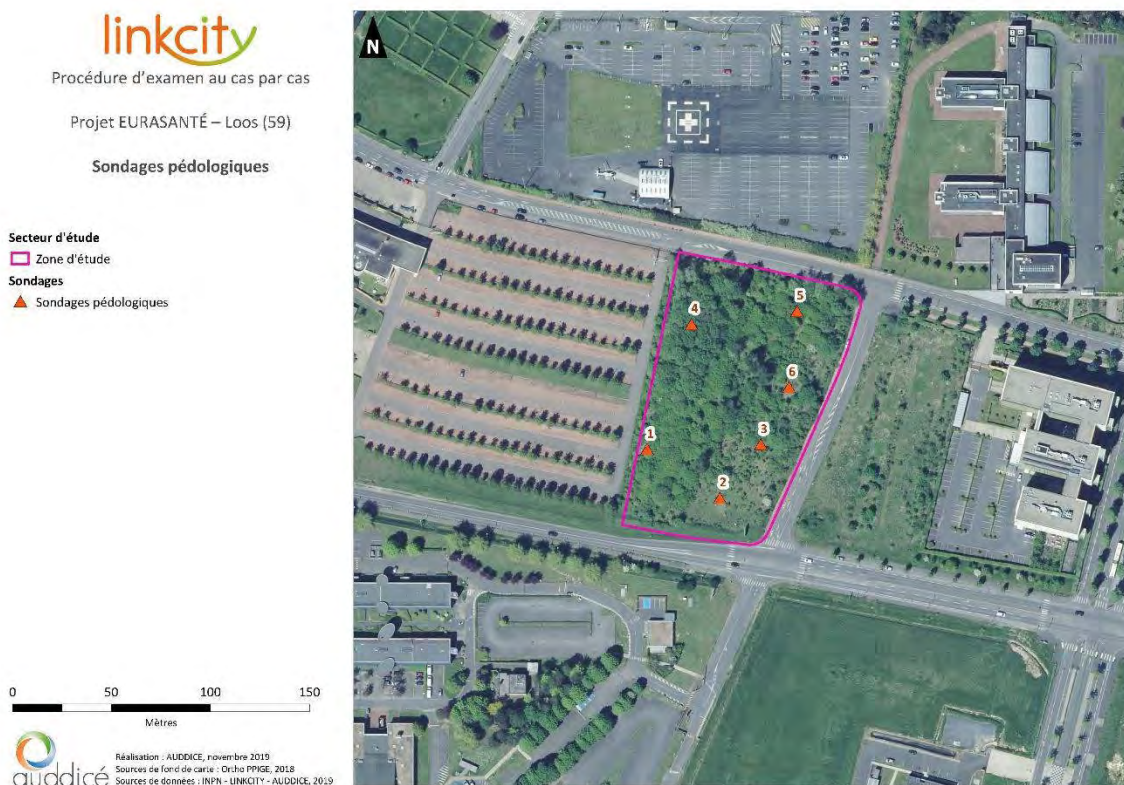 linkcity
Procédure d'examen au cas par cas
Projet EURASANTÉ – Loos (59)
Sondages pédologiques
Secteur d'étude
Zone d'étude
Sondages
Sondages pédologiques
0 50 100 150
Mètres
auddicé
Réalisation : AUDDICE, novembre 2019
Sources de fond de carte : Ortho PPIGE, 2018
Sources de données : INPN - LINKCITY - AUDDICE, 2019
N
5
4
6
1
3
2